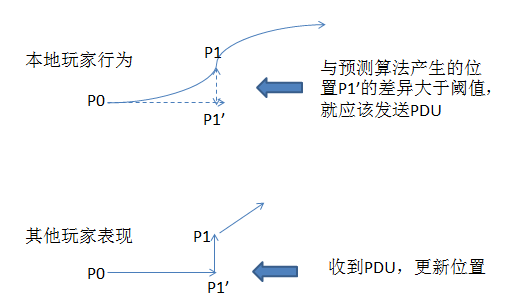 P1
本地玩家行为
P0
P1′
与预测算法产生的位
置P1′的差异大于阈值,
就应该发送PDU
其他玩家表现
P1
P0
P1′
收到PDU，更新位置